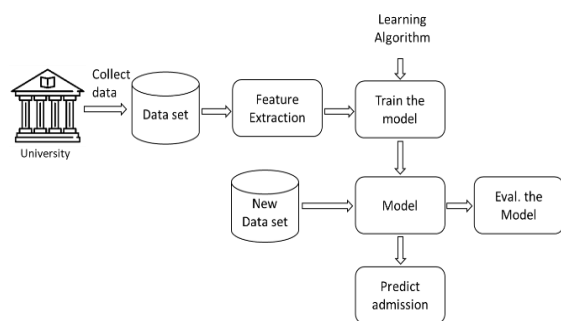 Learning
Algorithm
Collect
data
University
Data set
Feature
Extraction
Train the
model
New
Data set
Model
Eval. the
Model
Predict
admission